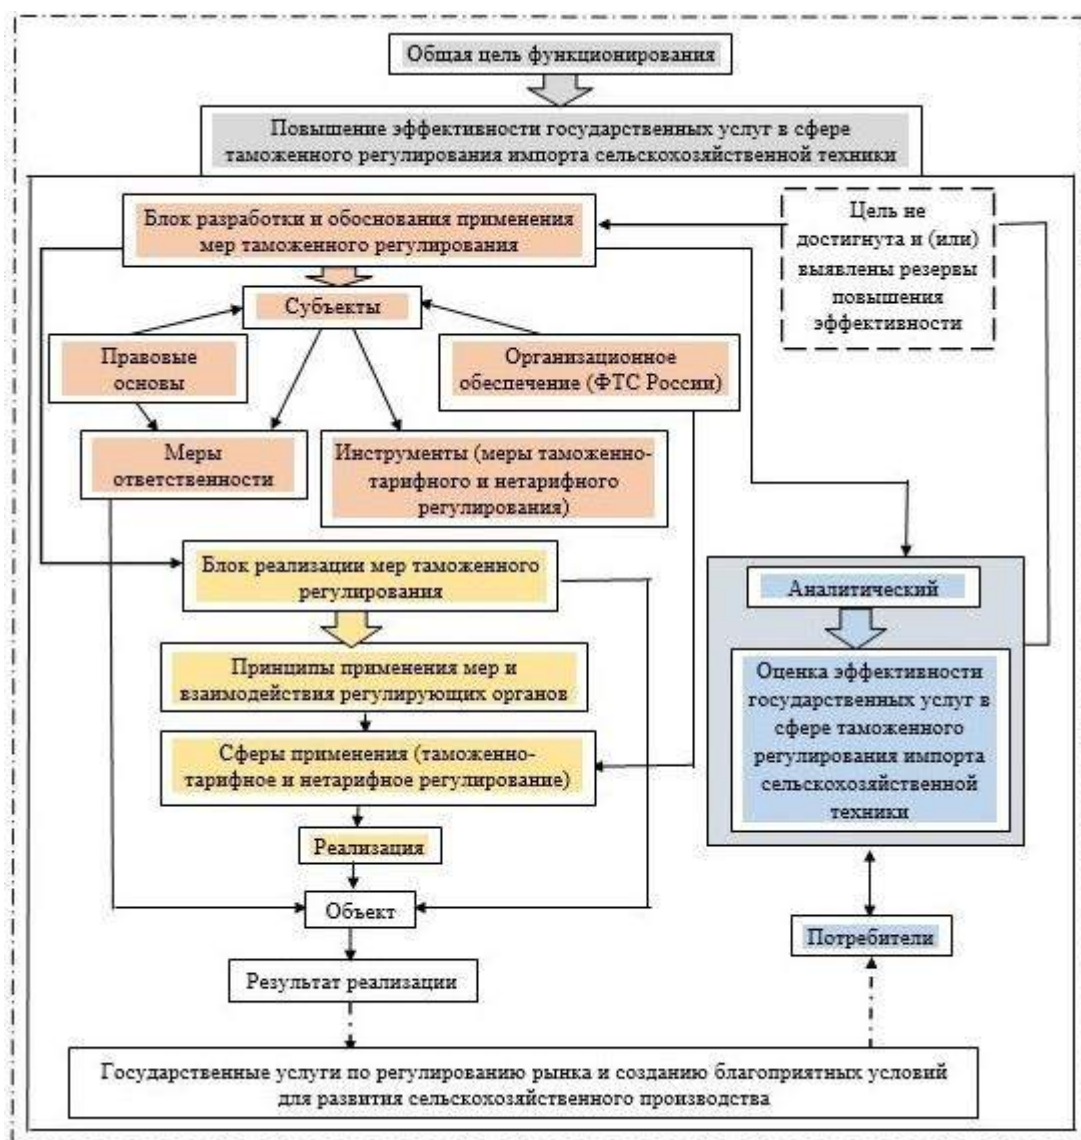 Общая цель функционирования
Повышение эффективности государственных услуг в сфере
таможенного регулирования импорта сельскохозяйственной техники
Блок разработки и обоснования применения
мер таможенного регулирования
Цель не
достигнута и (или)
выявлены резервы
повышения
эффективности
Субъекты
Правовые
основы
Организационное
обеспечение (ФТС России)
Меры
ответственности
Инструменты (меры таможенно-
тарифного и нетарифного
регулирования)
Блок реализации мер таможенного
регулирования
Принципы применения мер и
взаимодействия регулирующих органов
Сферы применения (таможенно-
тарифное и нетарифное регулирование)
Реализация
Объект
Результат реализации
Аналитический
Оценка эффективности
государственных услуг в
сфере таможенного
регулирования импорта
сельскохозяйственной
техники
Потребители
Государственные услуги по регулированию рынка и созданию благоприятных условий
для развития сельскохозяйственного производства